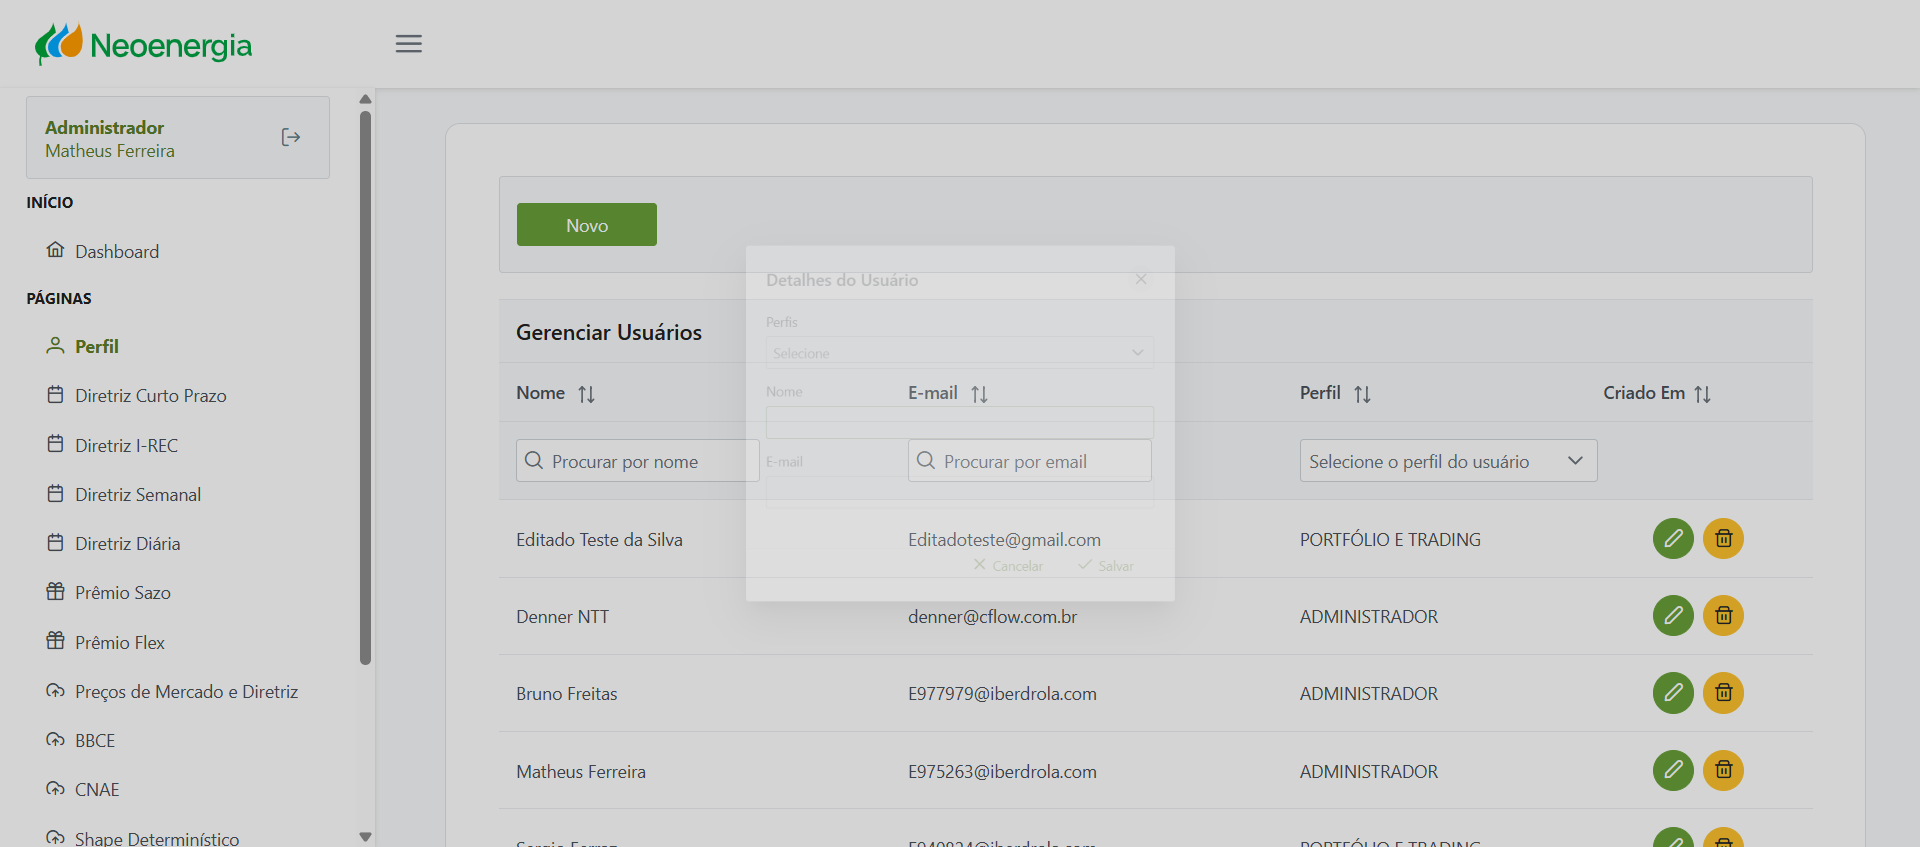 Neoenergia
Administrador
Matheus Ferreira
INÍCIO
Dashboard
PÁGINAS
Perfil
Diretriz Curto Prazo
Diretriz I-REC
Diretriz Semanal
Diretriz Diária
Prêmio Sazo
Prêmio Flex
Preços de Mercado e Diretriz
BBCE
CNAE
Shape Determinístico
Novo
Detalhes do Usuário
Perfis
Selecione
Nome
E-mail
Cancelar Salvar
Gerenciar Usuários
Nome E-mail Perfil Criado Em
Procurar por nome Procurar por email Selecione o perfil do usuário
Editado Teste da Silva Editadoteste@gmail.com PORTFÓLIO E TRADING
Denner NTT denner@cflow.com.br ADMINISTRADOR
Bruno Freitas E977979@iberdrola.com ADMINISTRADOR
Matheus Ferreira E975263@iberdrola.com ADMINISTRADOR
PORTFÓLIO E TRADING